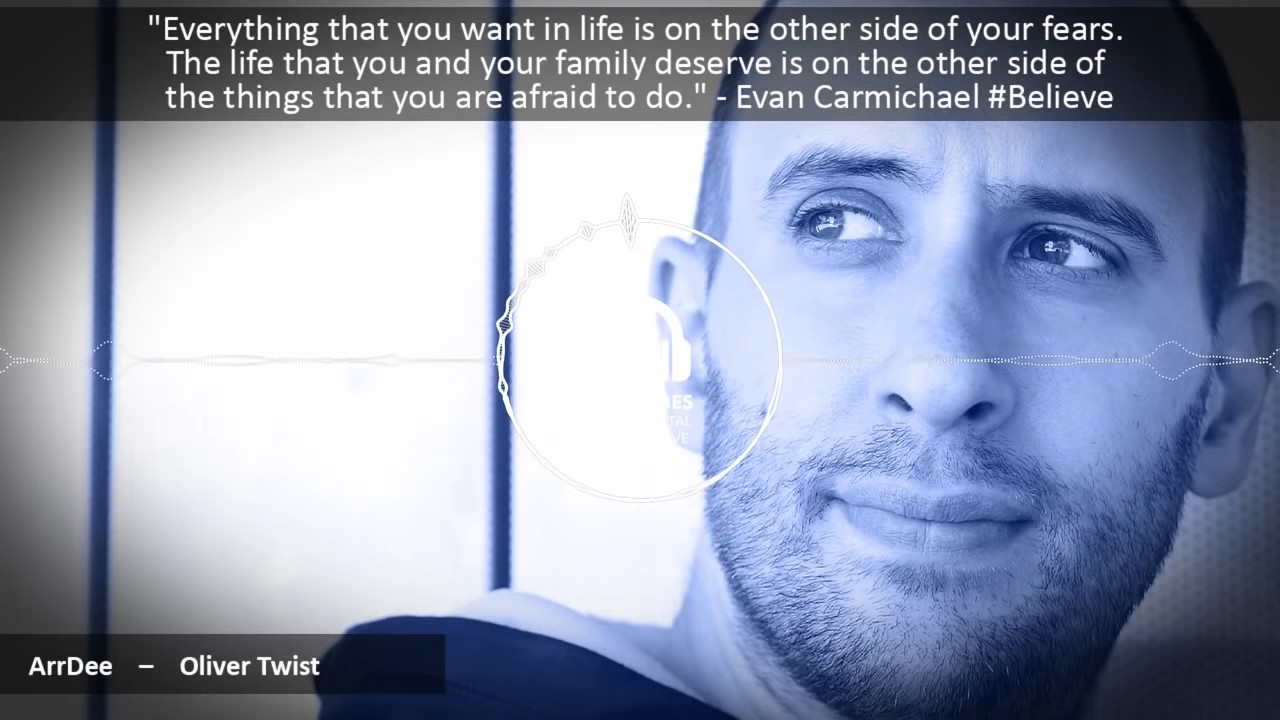 "Everything that you want in life is on the other side of your fears.
The life that you and your family deserve is on the other side of
the things that you are afraid to do." - Evan Carmichael #Believe
ArrDee – Oliver Twist